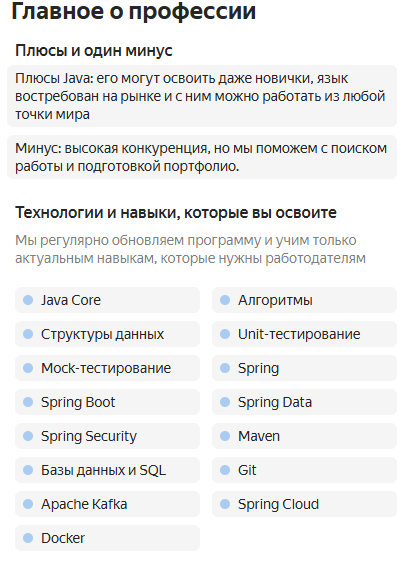 Главное о профессии
Плюсы и один минус
Плюсы Java: его могут освоить даже новички, язык
востребован на рынке и с ним можно работать из любой
точки мира
Минус: высокая конкуренция, но мы поможем с поиском
работы и подготовкой портфолио.
Технологии и навыки, которые вы освоите
Мы регулярно обновляем программу и учим только
актуальным навыкам, которые нужны работодателям
Java Core
Алгоритмы
Структуры данных
Unit-тестирование
Mock-тестирование
Spring
Spring Boot
Spring Data
Spring Security
Maven
Базы данных и SQL
Git
Apache Kafka
Spring Cloud
Docker